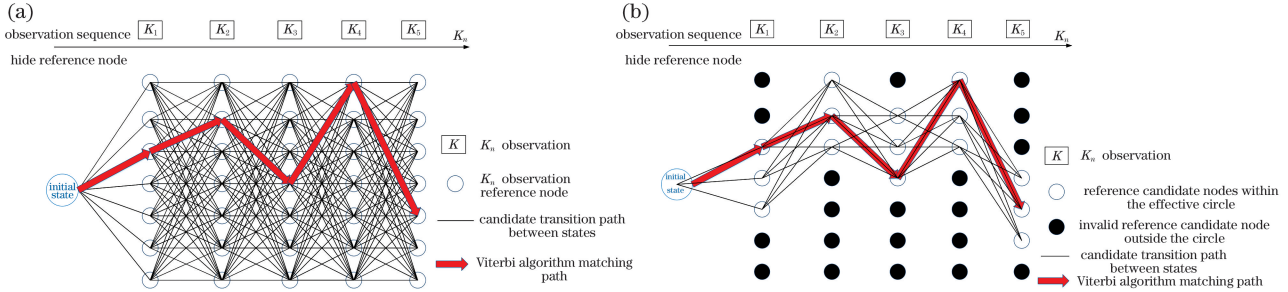 (a)
observation sequence
K1
K2
K3
K4
K5
Kn
hide reference node
initial
state
K
Kn observation
Kn observation
reference node
candidate transition path
between states
Viterbi algorithm matching
path
(b)
observation sequence
K1
K2
K3
K4
K5
Kn
hide reference node
initial
state
K
Kn observation
reference candidate nodes within
the effective circle
invalid reference candidate node
outside the circle
candidate transition path
between states
Viterbi algorithm matching path